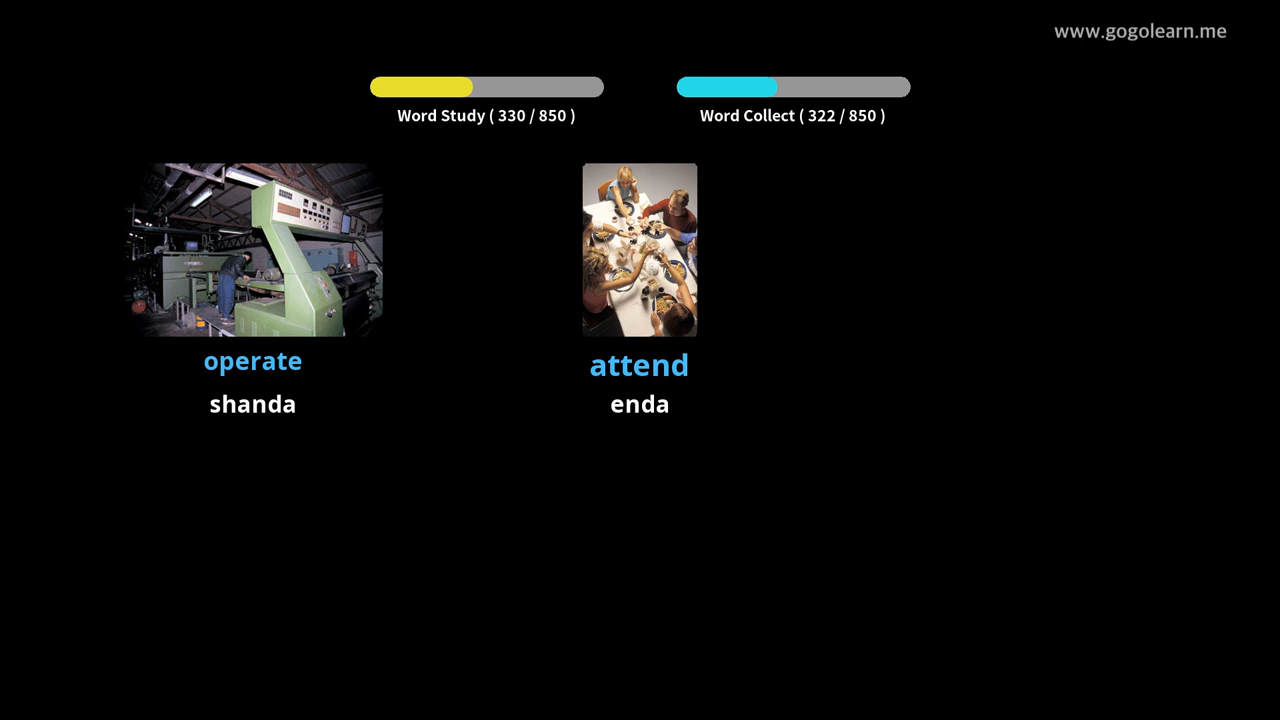 www.gogolearn.me
Word Study ( 330 / 850 )
Word Collect ( 322 / 850 )
operate
shanda
attend
enda